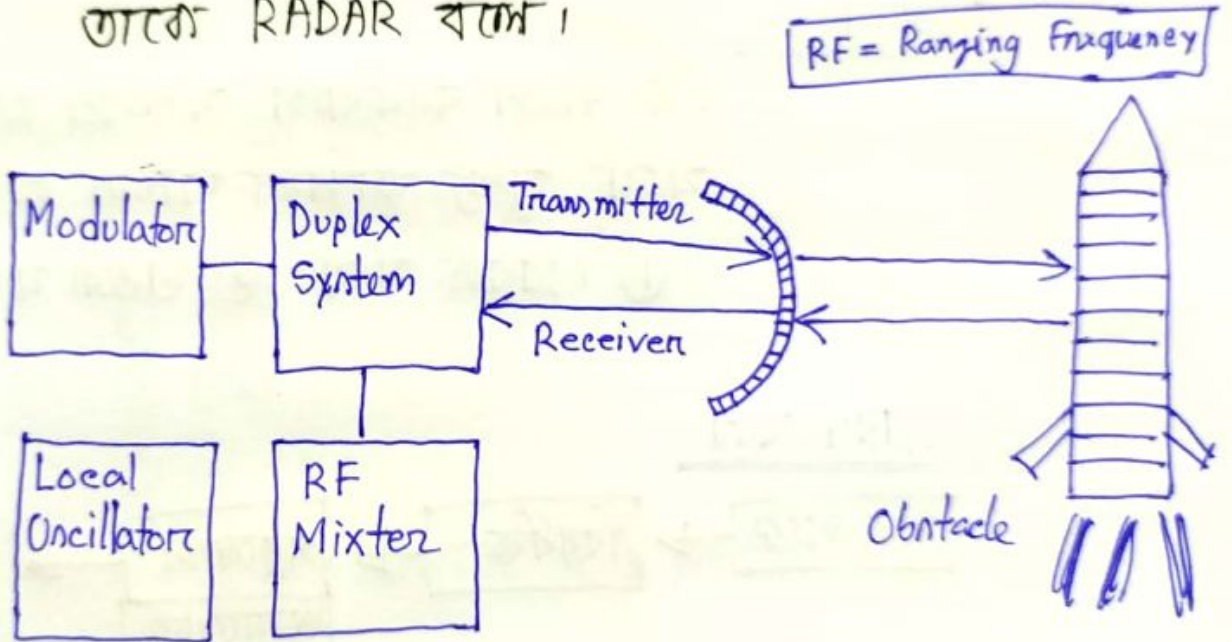 তাকে RADAR বলে।
RF = Ranging Frequency
Modulator
Duplex
System
Transmitter
Receiver
Local
Oscillator
RF
Mixter
Obstacle